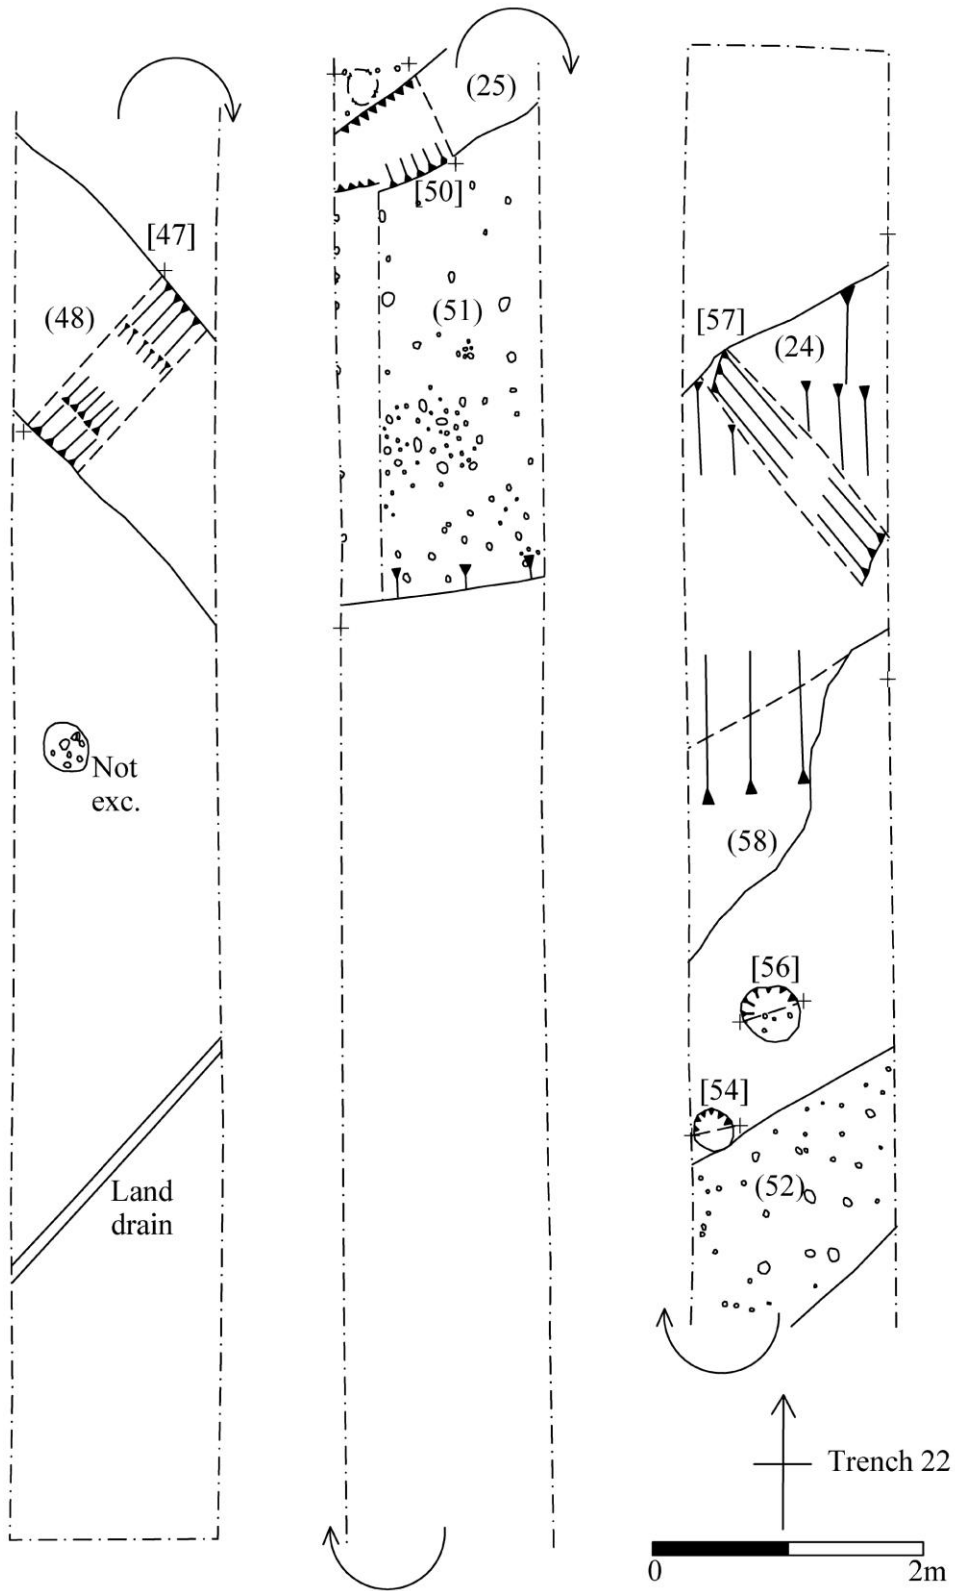 [47]
(48)
Not
exc.
Land
drain
(25)
[50]
(51)
[57]
(24)
(58)
[56]
[54]
(52)
Trench 22
0
2m